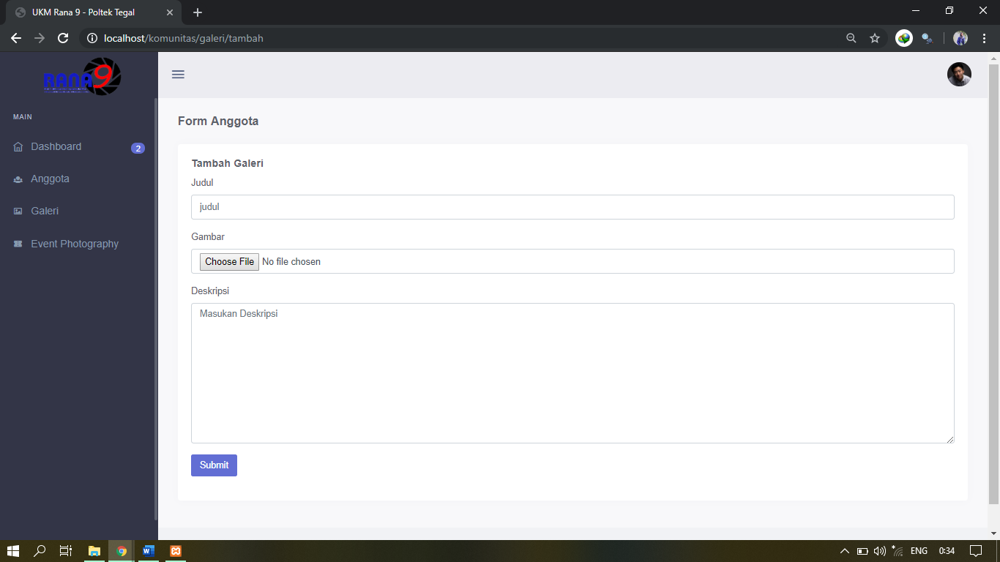 UKM Rana 9 - Poltek Tegal
localhost/komunitas/galeri/tambah
RANA 9
MAIN
Dashboard 2
Anggota
Galeri
Event Photography
Form Anggota
Tambah Galeri
Judul
judul
Gambar
Choose File No file chosen
Deskripsi
Masukan Deskripsi
Submit
ENG 0:34